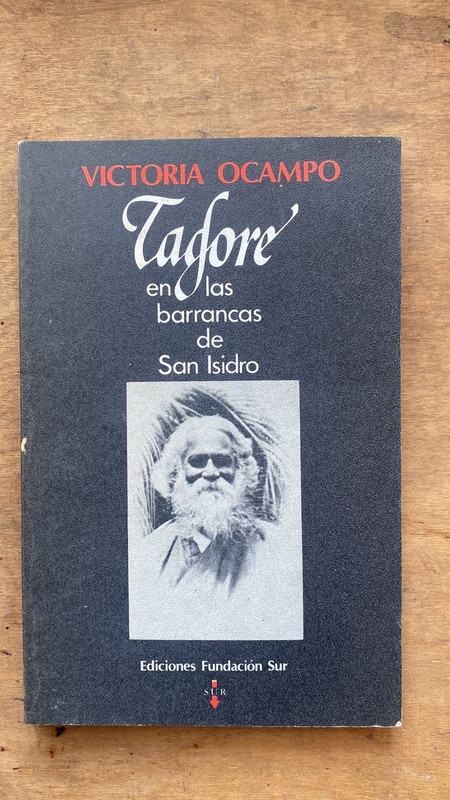 VICTORIA OCAMPO
Tagore
en las
barrancas
de
San Isidro
Ediciones Fundación Sur
SUR